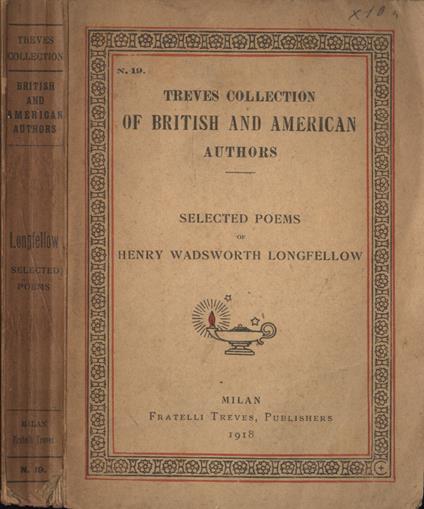 TREVES
COLLECTION
BRITISH
AND
AMERICAN
AUTHORS
Longfellow
SELECTED
POEMS
MILAN
Fratelli Treves
N. 19.
N. 19.
TREVES COLLECTION
OF BRITISH AND AMERICAN
AUTHORS
SELECTED POEMS
OF
HENRY WADSWORTH LONGFELLOW
MILAN
FRATELLI TREVES, PUBLISHERS
1918